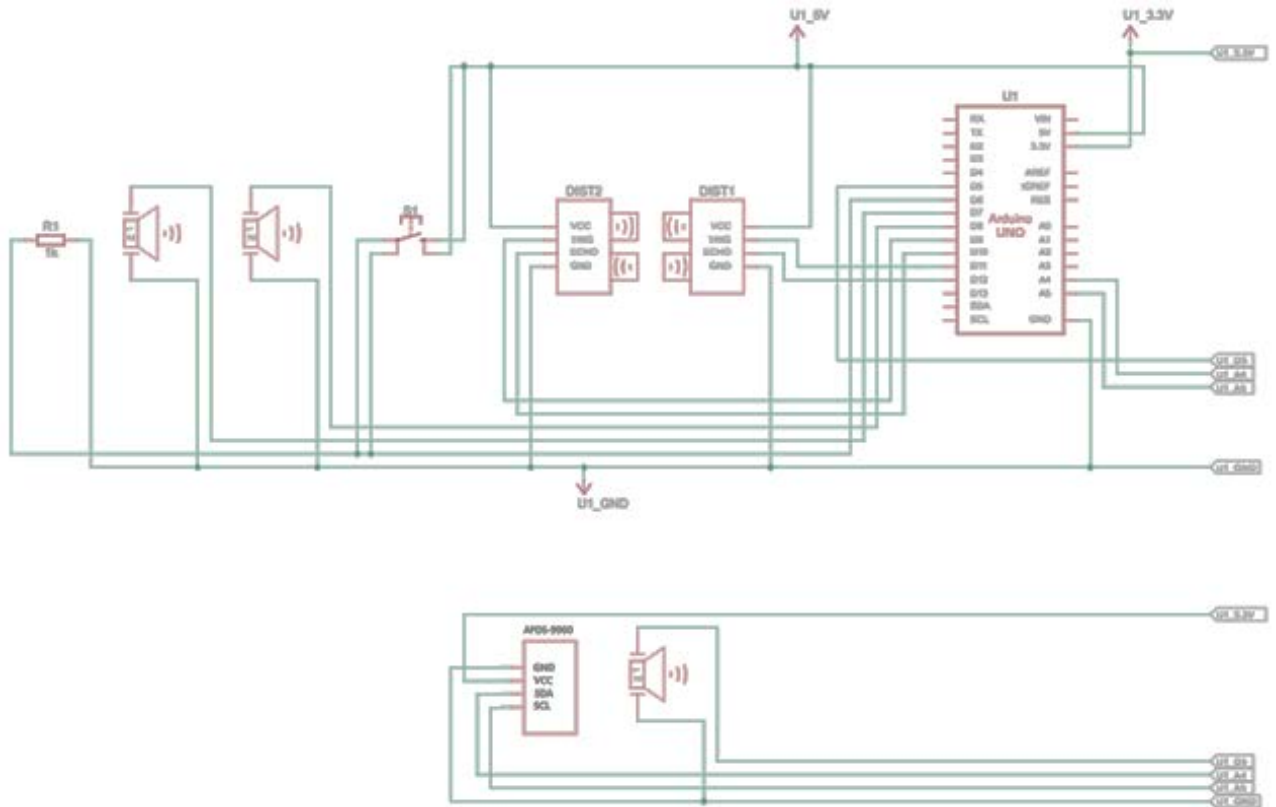 U1_5V
U1_3.3V
U1_3.3V
U1
RX
VIN
TX
5V
D2
3.3V
D3
D4
AREF
D5
IOREF
D6
RES
D7
Arduino
UNO
D8
A0
D9
A1
D10
A2
D11
A3
D12
A4
D13
A5
SDA
SCL
GND
R1
1k
DIST2
VCC
TRIG
ECHO
GND
DIST1
VCC
TRIG
ECHO
GND
U1_D5
U1_A4
U1_A5
U1_GND
U1_GND
U1_3.3V
APDS-9960
GND
VCC
SDA
SCL
U1_D5
U1_A4
U1_A5
U1_GND